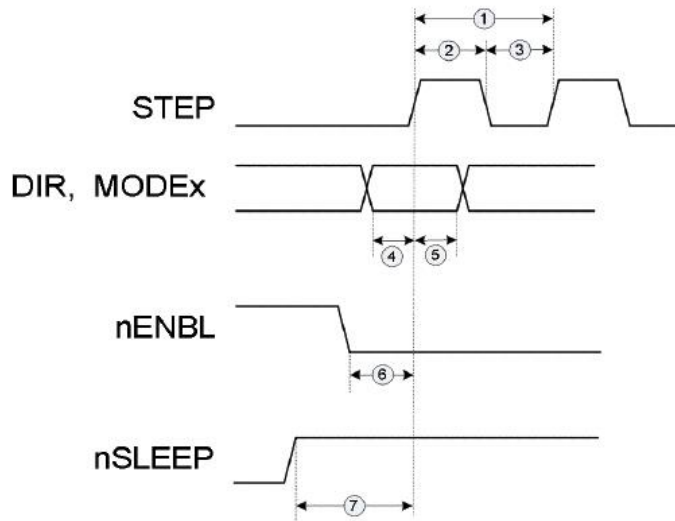 ①
② ③
STEP
DIR, MODEx
④ ⑤
nENBL
⑥
nSLEEP
⑦